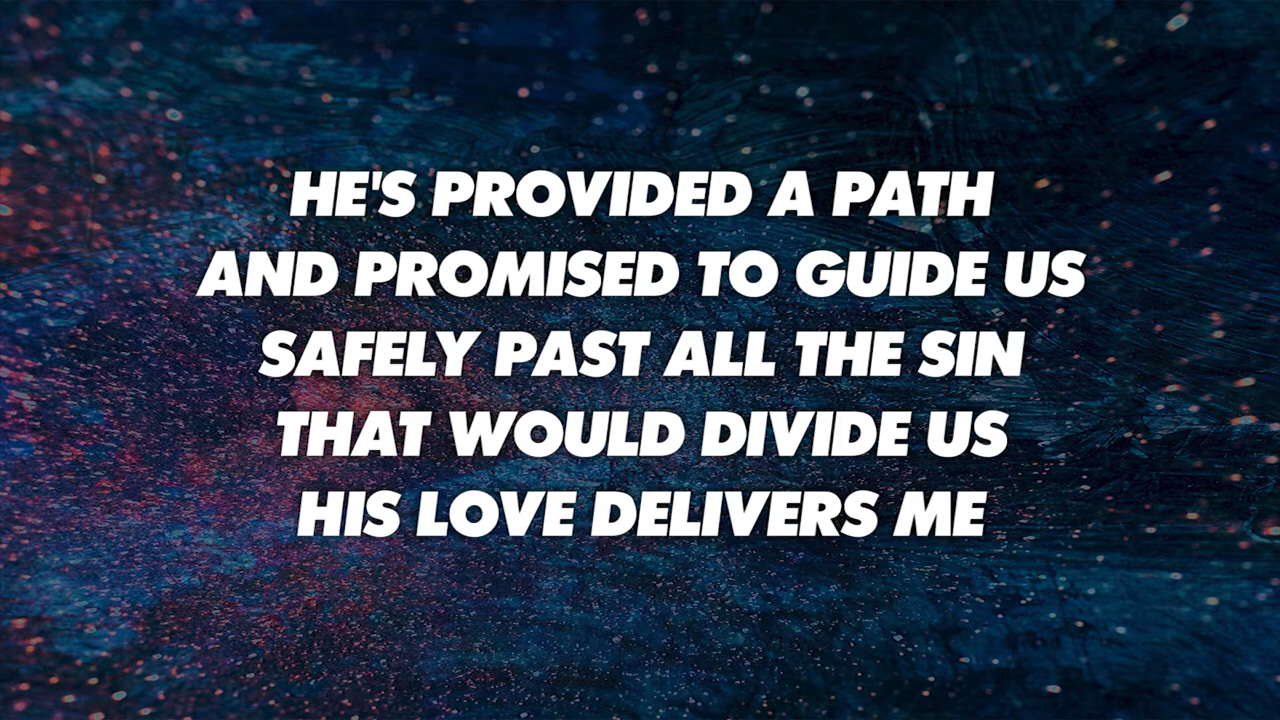 HE'S PROVIDED A PATH
AND PROMISED TO GUIDE US
SAFELY PAST ALL THE SIN
THAT WOULD DIVIDE US
HIS LOVE DELIVERS ME